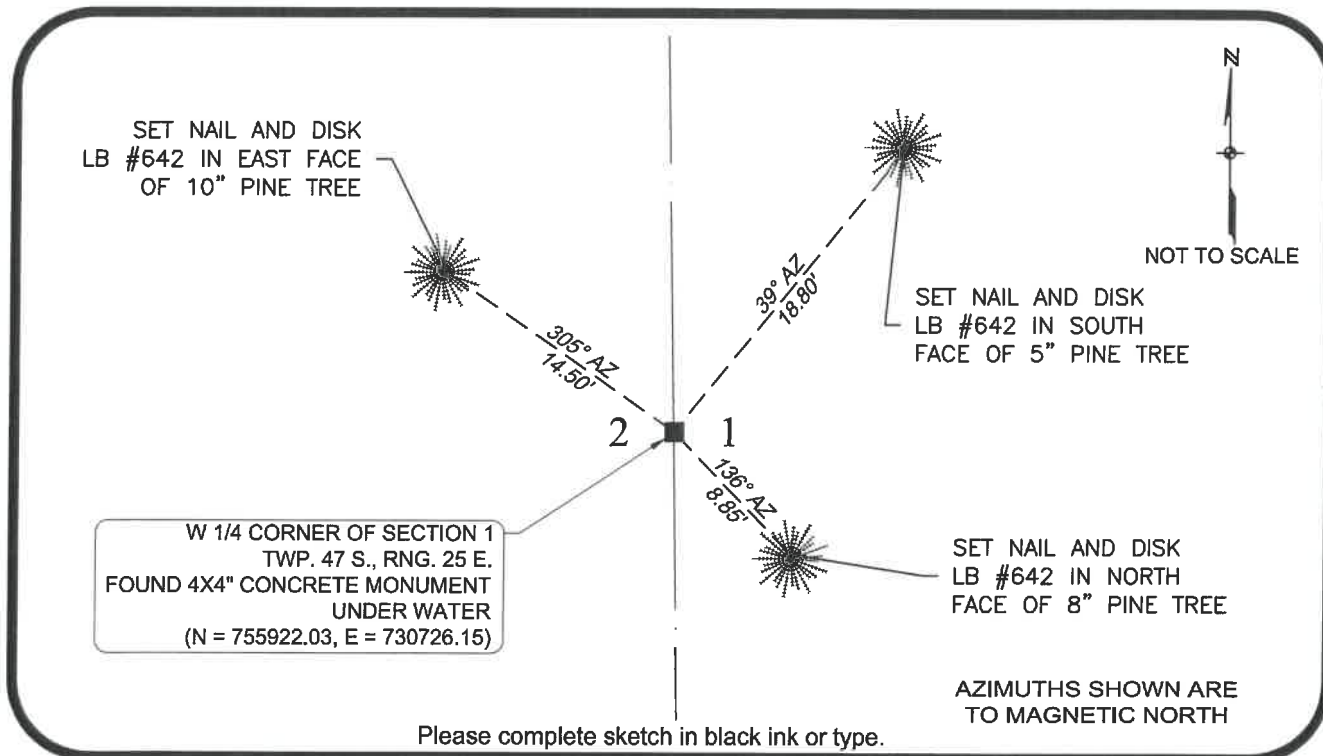 N
SET NAIL AND DISK
LB #642 IN EAST FACE
OF 10" PINE TREE
NOT TO SCALE
39° AZ
18.80'
SET NAIL AND DISK
LB #642 IN SOUTH
FACE OF 5" PINE TREE
305° AZ
14.50'
2
1
136° AZ
8.85'
W 1/4 CORNER OF SECTION 1
TWP. 47 S., RNG. 25 E.
FOUND 4X4" CONCRETE MONUMENT
UNDER WATER
(N = 755922.03, E = 730726.15)
SET NAIL AND DISK
LB #642 IN NORTH
FACE OF 8" PINE TREE
AZIMUTHS SHOWN ARE
TO MAGNETIC NORTH
Please complete sketch in black ink or type.